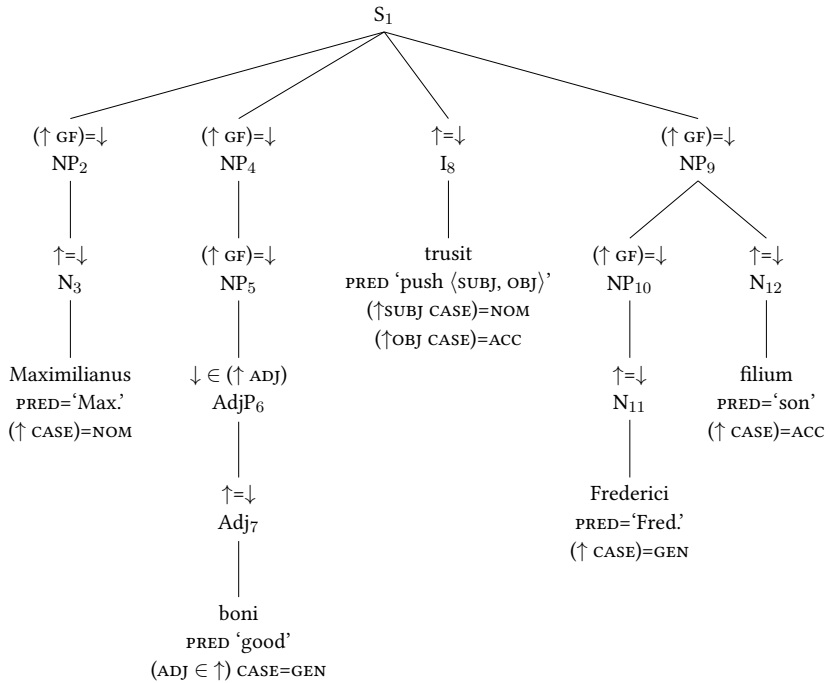 S₁
(↑ GF)=↓ (↑ GF)=↓ ↑=↓ (↑ GF)=↓
NP₂ NP₄ I₈ NP₉
↑=↓ (↑ GF)=↓ trusit (↑ GF)=↓ ↑=↓
N₃ NP₅ PRED ‘push ⟨SUBJ, OBJ⟩’ NP₁₀ N₁₂
(↑SUBJ CASE)=NOM
(↑OBJ CASE)=ACC
Maximilianus ↓ ∈ (↑ ADJ) ↑=↓ filium
PRED=‘Max.’ AdjP₆ N₁₁ PRED=‘son’
(↑ CASE)=NOM (↑ CASE)=ACC
↑=↓ Frederici
Adj₇ PRED=‘Fred.’
(↑ CASE)=GEN
boni
PRED ‘good’
(ADJ ∈ ↑) CASE=GEN